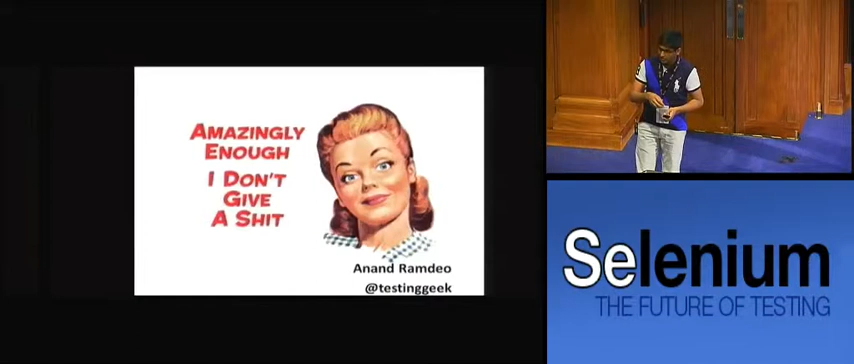 AMAZINGLY
ENOUGH
I DON'T
GIVE
A SHIT
Anand Ramdeo
@testinggeek
Selenium
THE FUTURE OF TESTING